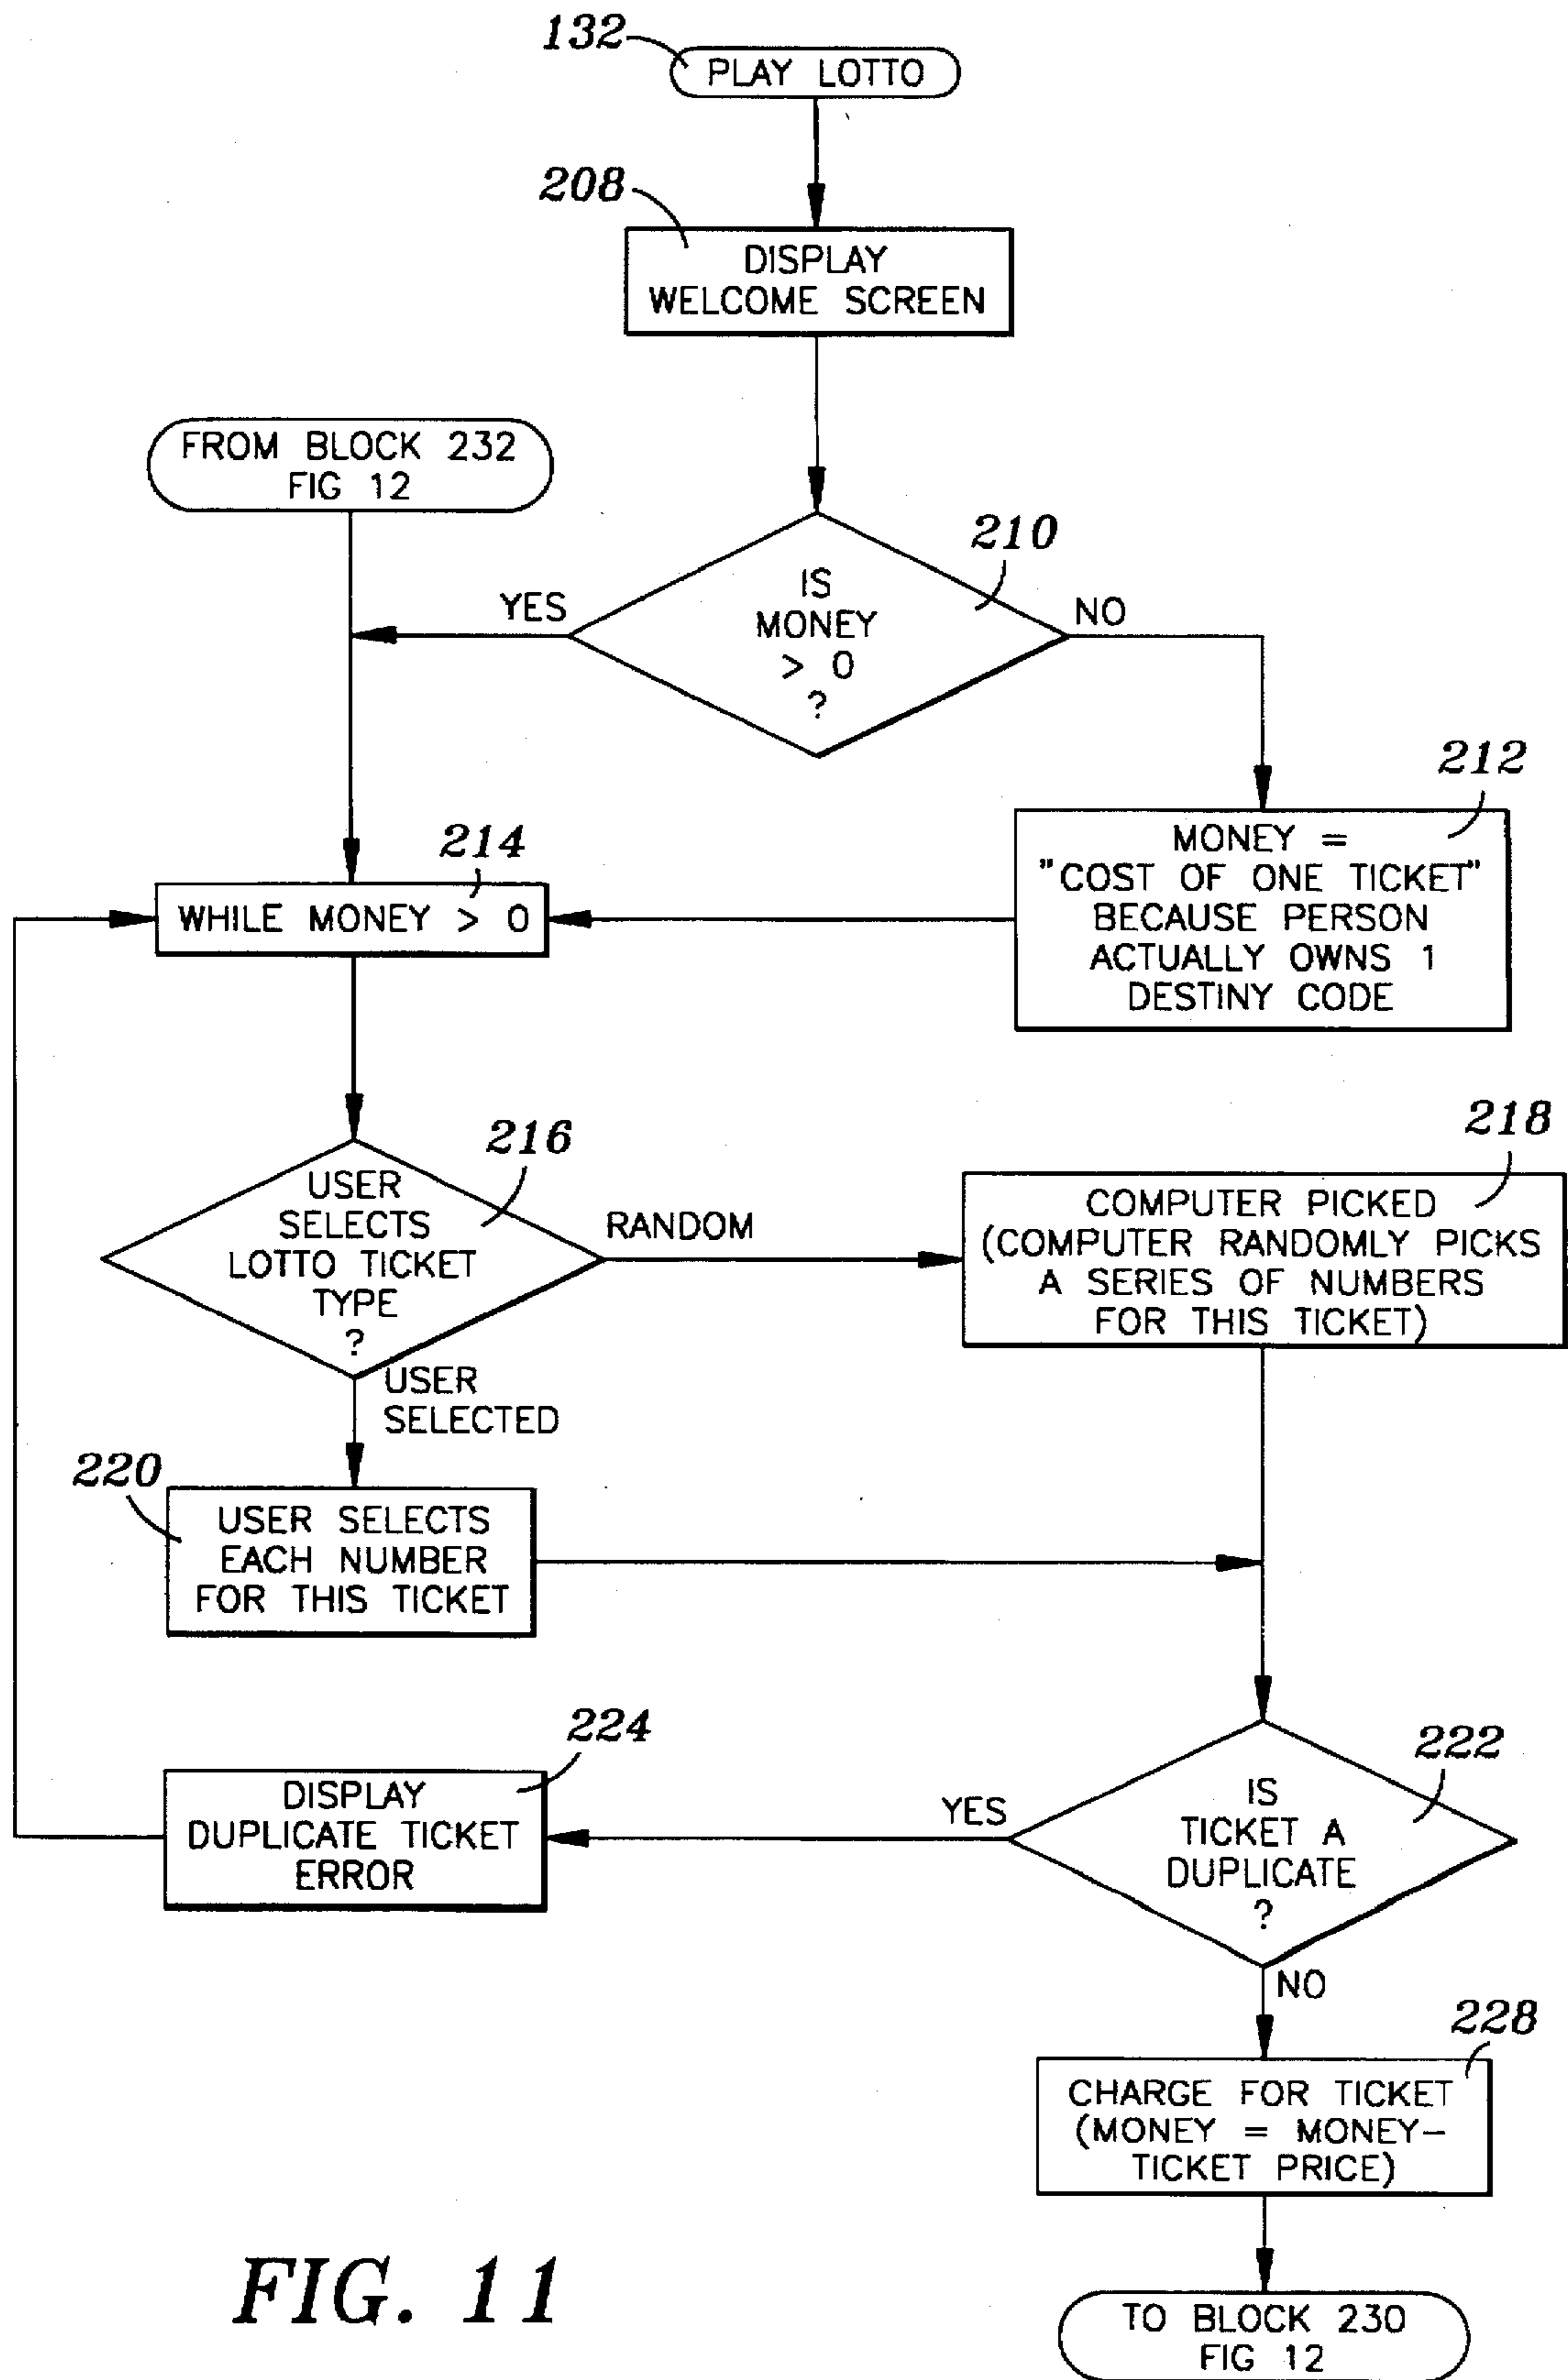 132
PLAY LOTTO
208
DISPLAY
WELCOME SCREEN
FROM BLOCK 232
FIG 12
210
IS
MONEY
> 0
?
YES
NO
212
MONEY =
"COST OF ONE TICKET"
BECAUSE PERSON
ACTUALLY OWNS 1
DESTINY CODE
214
WHILE MONEY > 0
216
USER
SELECTS
LOTTO TICKET
TYPE
?
RANDOM
218
COMPUTER PICKED
(COMPUTER RANDOMLY PICKS
A SERIES OF NUMBERS
FOR THIS TICKET)
USER
SELECTED
220
USER SELECTS
EACH NUMBER
FOR THIS TICKET
224
DISPLAY
DUPLICATE TICKET
ERROR
YES
222
IS
TICKET A
DUPLICATE
?
NO
228
CHARGE FOR TICKET
(MONEY = MONEY-
TICKET PRICE)
TO BLOCK 230
FIG 12
FIG. 11